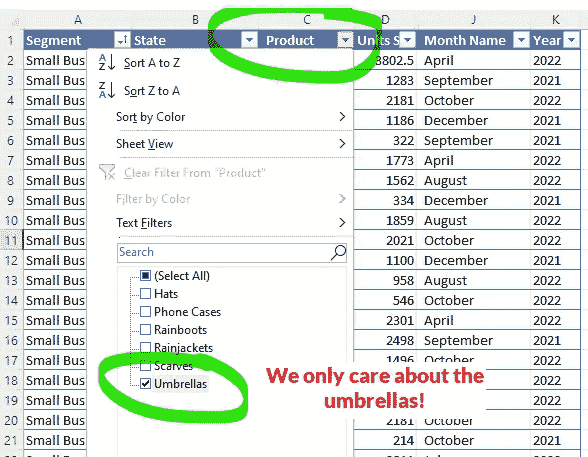 A B C D J K
1 Segment State Product Units S Month Name Year
2 Small Bus 3802.5 April 2022
3 Small Bus 1283 September 2021
4 Small Bus 2181 October 2022
5 Small Bus 1186 December 2021
6 Small Bus 322 September 2021
7 Small Bus 1773 April 2022
8 Small Bus 1562 August 2022
9 Small Bus 334 December 2021
10 Small Bus 1859 August 2022
11 Small Bus 2021 October 2022
12 Small Bus 1100 December 2021
13 Small Bus 958 August 2022
14 Small Bus 546 October 2022
15 Small Bus 2301 April 2022
16 Small Bus 2498 September 2021
17 Small Bus 1496 October 2022
18 Small Bus 2022
19 Small Bus 2022
20 Small Bus 2181 October 2022
21 Small Bus 214 October 2021
Sort A to Z
Sort Z to A
Sort by Color
Sheet View
Clear Filter From "Product"
Filter by Color
Text Filters
Search
(Select All)
Hats
Phone Cases
Rainboots
Rainjackets
Scarves
Umbrellas
We only care about the
umbrellas!